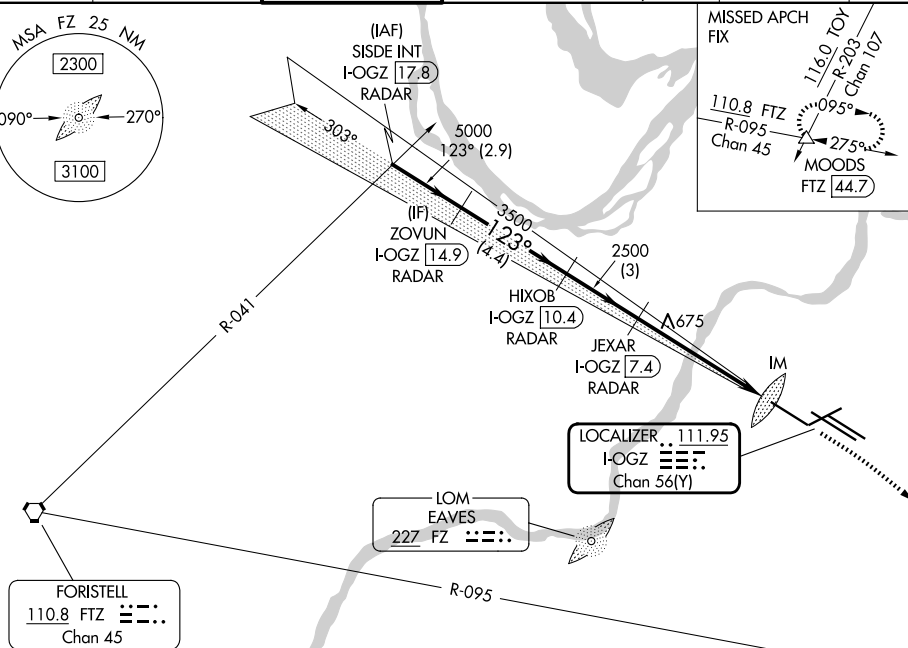 MSA FZ 25 NM
2300
090°
270°
3100
(IAF)
SISDE INT
I-OGZ 17.8
RADAR
303°
5000
123° (2.9)
(IF)
ZOVUN
I-OGZ 14.9
RADAR
3500
123°
(4.4)
HIXOB
I-OGZ 10.4
RADAR
2500
(3)
JEXAR
I-OGZ 7.4
RADAR
675
IM
MISSED APCH
FIX
116.0 TOY
R-203
Chan 107
110.8 FTZ
R-095
Chan 45
095°
275°
MOODS
FTZ 44.7
R-041
LOCALIZER 111.95
I-OGZ
Chan 56(Y)
LOM
EAVES
227 FZ
R-095
FORISTELL
110.8 FTZ
Chan 45